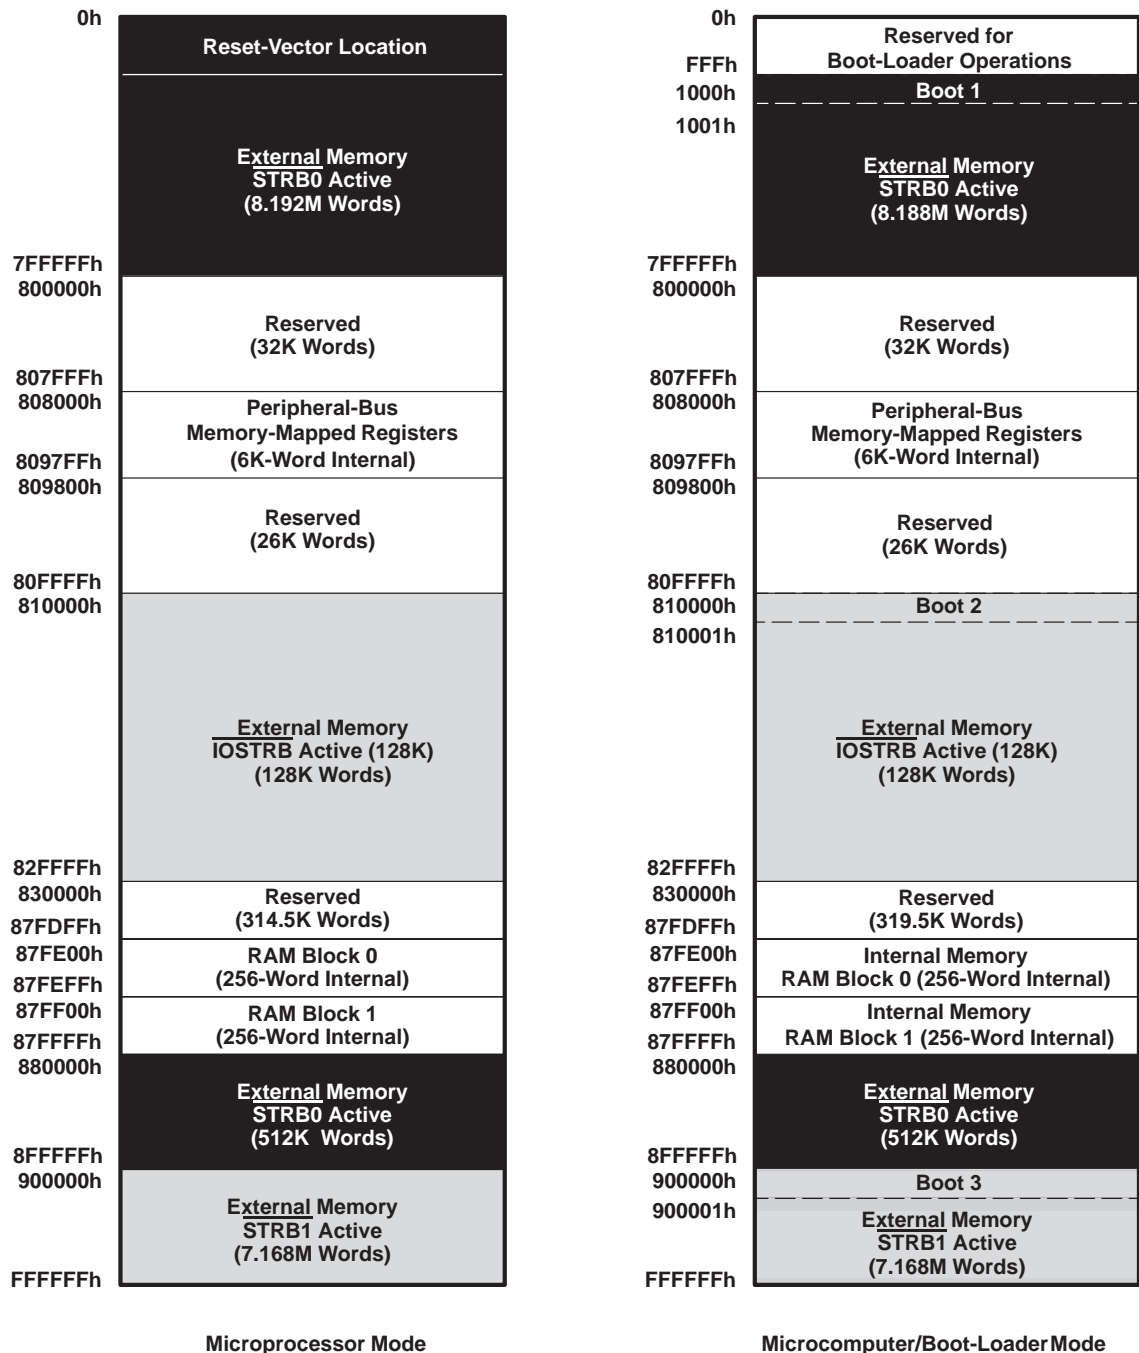 0h
Reset-Vector Location
External Memory
STRB0 Active
(8.192M Words)
7FFFFFh
800000h
Reserved
(32K Words)
807FFFh
808000h
Peripheral-Bus
Memory-Mapped Registers
(6K-Word Internal)
8097FFh
809800h
Reserved
(26K Words)
80FFFFh
810000h
External Memory
IOSTRB Active (128K)
(128K Words)
82FFFFh
830000h
Reserved
(314.5K Words)
87FDFFh
87FE00h
RAM Block 0
(256-Word Internal)
87FEFFh
87FF00h
RAM Block 1
(256-Word Internal)
87FFFFh
880000h
External Memory
STRB0 Active
(512K Words)
8FFFFFh
900000h
External Memory
STRB1 Active
(7.168M Words)
FFFFFFh
Microprocessor Mode
0h
Reserved for
Boot-Loader Operations
FFFh
1000h
Boot 1
1001h
External Memory
STRB0 Active
(8.188M Words)
7FFFFFh
800000h
Reserved
(32K Words)
807FFFh
808000h
Peripheral-Bus
Memory-Mapped Registers
(6K-Word Internal)
8097FFh
809800h
Reserved
(26K Words)
80FFFFh
810000h
Boot 2
810001h
External Memory
IOSTRB Active (128K)
(128K Words)
82FFFFh
830000h
Reserved
(319.5K Words)
87FDFFh
87FE00h
Internal Memory
RAM Block 0 (256-Word Internal)
87FEFFh
87FF00h
Internal Memory
RAM Block 1 (256-Word Internal)
87FFFFh
880000h
External Memory
STRB0 Active
(512K Words)
8FFFFFh
900000h
Boot 3
900001h
External Memory
STRB1 Active
(7.168M Words)
FFFFFFh
Microcomputer/Boot-Loader Mode